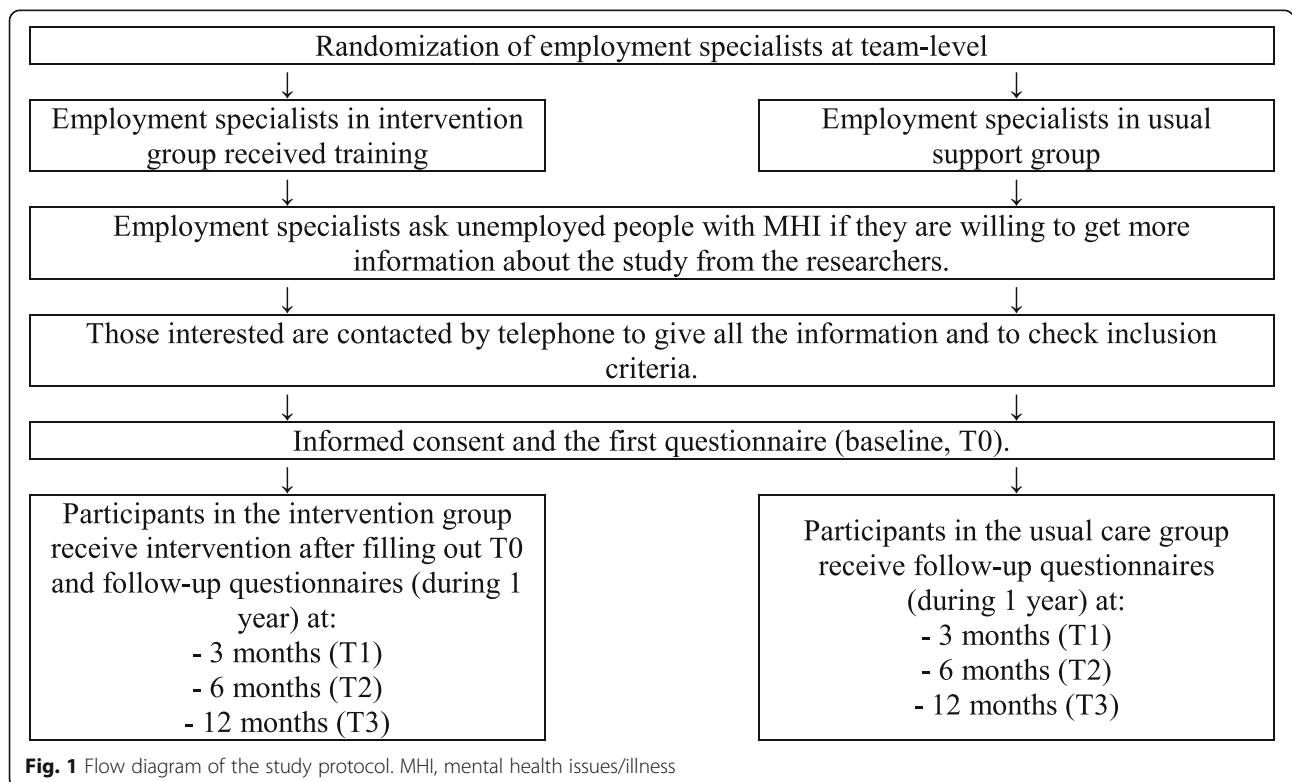 Randomization of employment specialists at team-level
↓ ↓
Employment specialists in intervention
group received training
Employment specialists in usual
support group
↓ ↓
Employment specialists ask unemployed people with MHI if they are willing to get more
information about the study from the researchers.
↓ ↓
Those interested are contacted by telephone to give all the information and to check inclusion
criteria.
↓ ↓
Informed consent and the first questionnaire (baseline, T0).
↓ ↓
Participants in the intervention group
receive intervention after filling out T0
and follow-up questionnaires (during 1
year) at:
- 3 months (T1)
- 6 months (T2)
- 12 months (T3)
Participants in the usual care group
receive follow-up questionnaires
(during 1 year) at:
- 3 months (T1)
- 6 months (T2)
- 12 months (T3)
Fig. 1 Flow diagram of the study protocol. MHI, mental health issues/illness